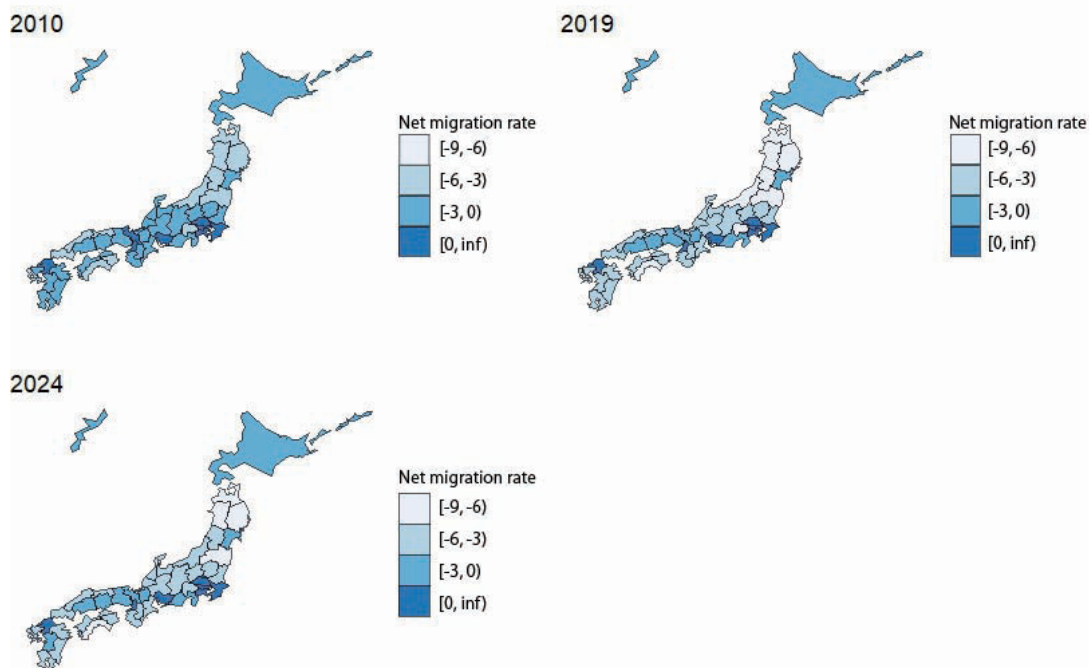 2010
Net migration rate
[-9, -6)
[-6, -3)
[-3, 0)
[0, inf)
2019
Net migration rate
[-9, -6)
[-6, -3)
[-3, 0)
[0, inf)
2024
Net migration rate
[-9, -6)
[-6, -3)
[-3, 0)
[0, inf)